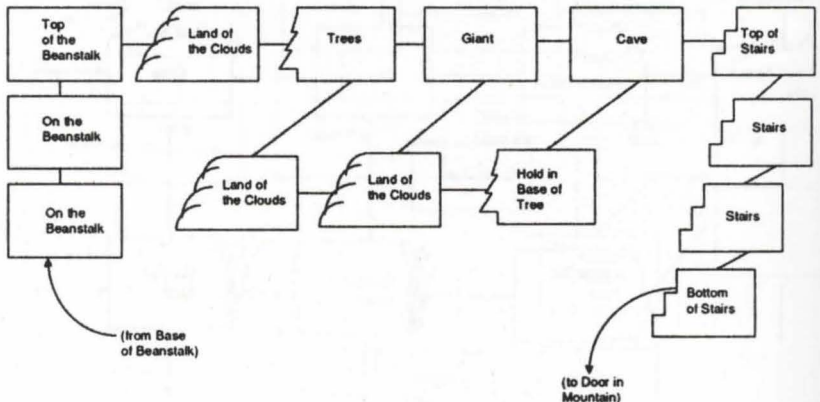 Top
of the
Beanstalk
Land of
the Clouds
Trees
Giant
Cave
Top of
Stairs
On the
Beanstalk
Stairs
Land of
the Clouds
Land of
the Clouds
Hold in
Base of
Tree
On the
Beanstalk
Stairs
Bottom
of Stairs
(from Base
of Beanstalk)
(to Door in
Mountain)